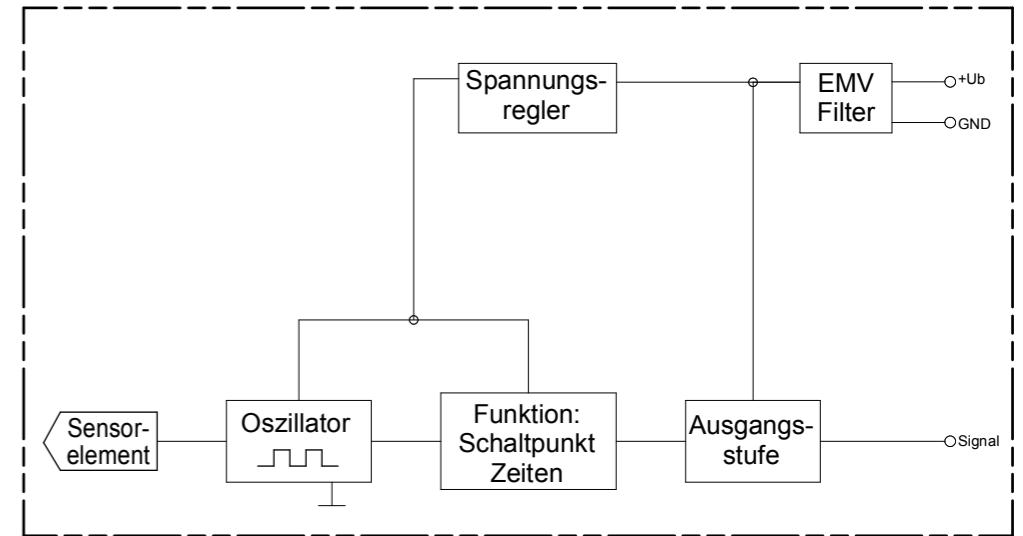 Spannungs-
regler
EMV
Filter
+Ub
GND
Sensor-
element
Oszillator
Funktion:
Schaltpunkt
Zeiten
Ausgangs-
stufe
Signal